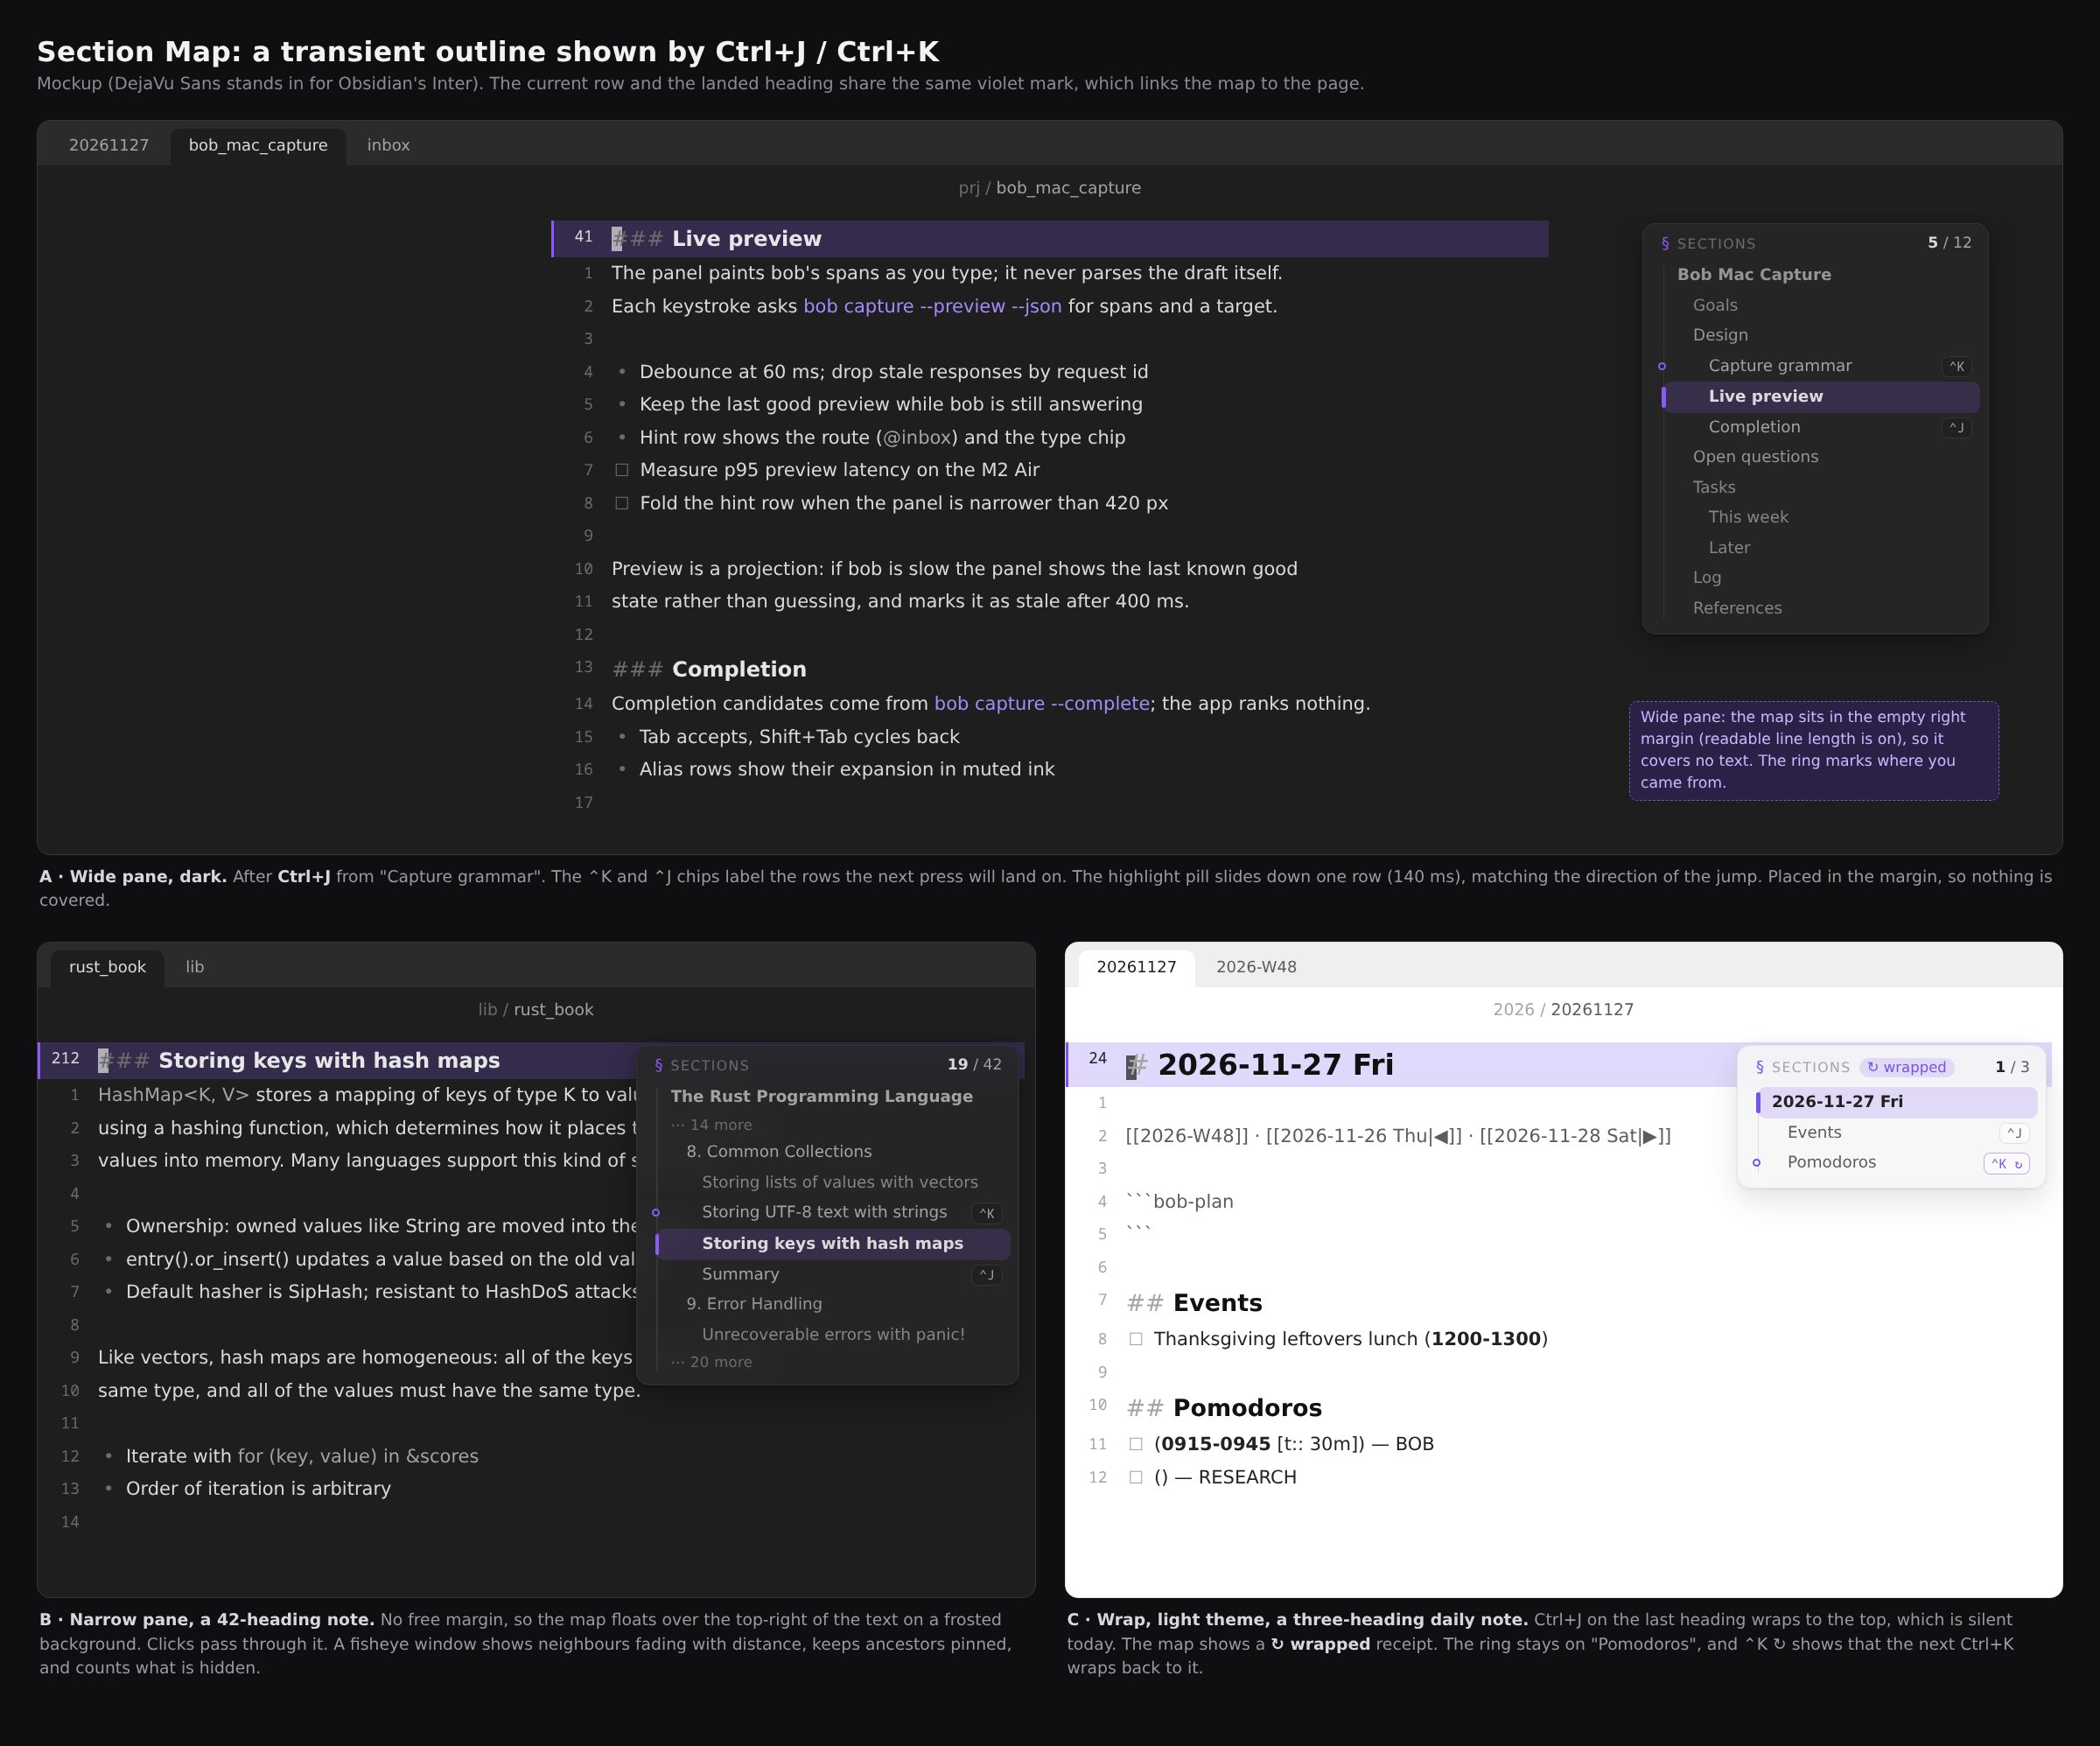 Section Map: a transient outline shown by Ctrl+J / Ctrl+K
Mockup (DejaVu Sans stands in for Obsidian's Inter). The current row and the landed heading share the same violet mark, which links the map to the page.
20261127 bob_mac_capture inbox
prj / bob_mac_capture
41 ### Live preview
1 The panel paints bob's spans as you type; it never parses the draft itself.
2 Each keystroke asks bob capture --preview --json for spans and a target.
3
4 • Debounce at 60 ms; drop stale responses by request id
5 • Keep the last good preview while bob is still answering
6 • Hint row shows the route (@inbox) and the type chip
7 ☐ Measure p95 preview latency on the M2 Air
8 ☐ Fold the hint row when the panel is narrower than 420 px
9
10 Preview is a projection: if bob is slow the panel shows the last known good
11 state rather than guessing, and marks it as stale after 400 ms.
12
13 ### Completion
14 Completion candidates come from bob capture --complete; the app ranks nothing.
15 • Tab accepts, Shift+Tab cycles back
16 • Alias rows show their expansion in muted ink
17
§ SECTIONS 5 / 12
Bob Mac Capture
Goals
Design
Capture grammar ^K
Live preview
Completion ^J
Open questions
Tasks
This week
Later
Log
References
Wide pane: the map sits in the empty right
margin (readable line length is on), so it
covers no text. The ring marks where you
came from.
A · Wide pane, dark. After Ctrl+J from "Capture grammar". The ^K and ^J chips label the rows the next press will land on. The highlight pill slides down one row (140 ms), matching the direction of the jump. Placed in the margin, so nothing is
covered.
rust_book lib
lib / rust_book
212 ### Storing keys with hash maps
1 HashMap<K, V> stores a mapping of keys of type K to valu
2 using a hashing function, which determines how it places t
3 values into memory. Many languages support this kind of s
4
5 • Ownership: owned values like String are moved into the
6 • entry().or_insert() updates a value based on the old val
7 • Default hasher is SipHash; resistant to HashDoS attacks
8
9 Like vectors, hash maps are homogeneous: all of the keys
10 same type, and all of the values must have the same type.
11
12 • Iterate with for (key, value) in &scores
13 • Order of iteration is arbitrary
14
§ SECTIONS 19 / 42
The Rust Programming Language
··· 14 more
8. Common Collections
Storing lists of values with vectors
Storing UTF-8 text with strings ^K
Storing keys with hash maps
Summary ^J
9. Error Handling
Unrecoverable errors with panic!
··· 20 more
B · Narrow pane, a 42-heading note. No free margin, so the map floats over the top-right of the text on a frosted
background. Clicks pass through it. A fisheye window shows neighbours fading with distance, keeps ancestors pinned,
and counts what is hidden.
20261127 2026-W48
2026 / 20261127
24 # 2026-11-27 Fri
1
2 [[2026-W48]] · [[2026-11-26 Thu|◀]] · [[2026-11-28 Sat|▶]]
3
4 ```bob-plan
5 ```
6
7 ## Events
8 ☐ Thanksgiving leftovers lunch (1200-1300)
9
10 ## Pomodoros
11 ☐ (0915-0945 [t:: 30m]) — BOB
12 ☐ () — RESEARCH
§ SECTIONS ↻ wrapped 1 / 3
2026-11-27 Fri
Events ^J
Pomodoros ^K ↻
C · Wrap, light theme, a three-heading daily note. Ctrl+J on the last heading wraps to the top, which is silent
today. The map shows a ↻ wrapped receipt. The ring stays on "Pomodoros", and ^K ↻ shows that the next Ctrl+K
wraps back to it.